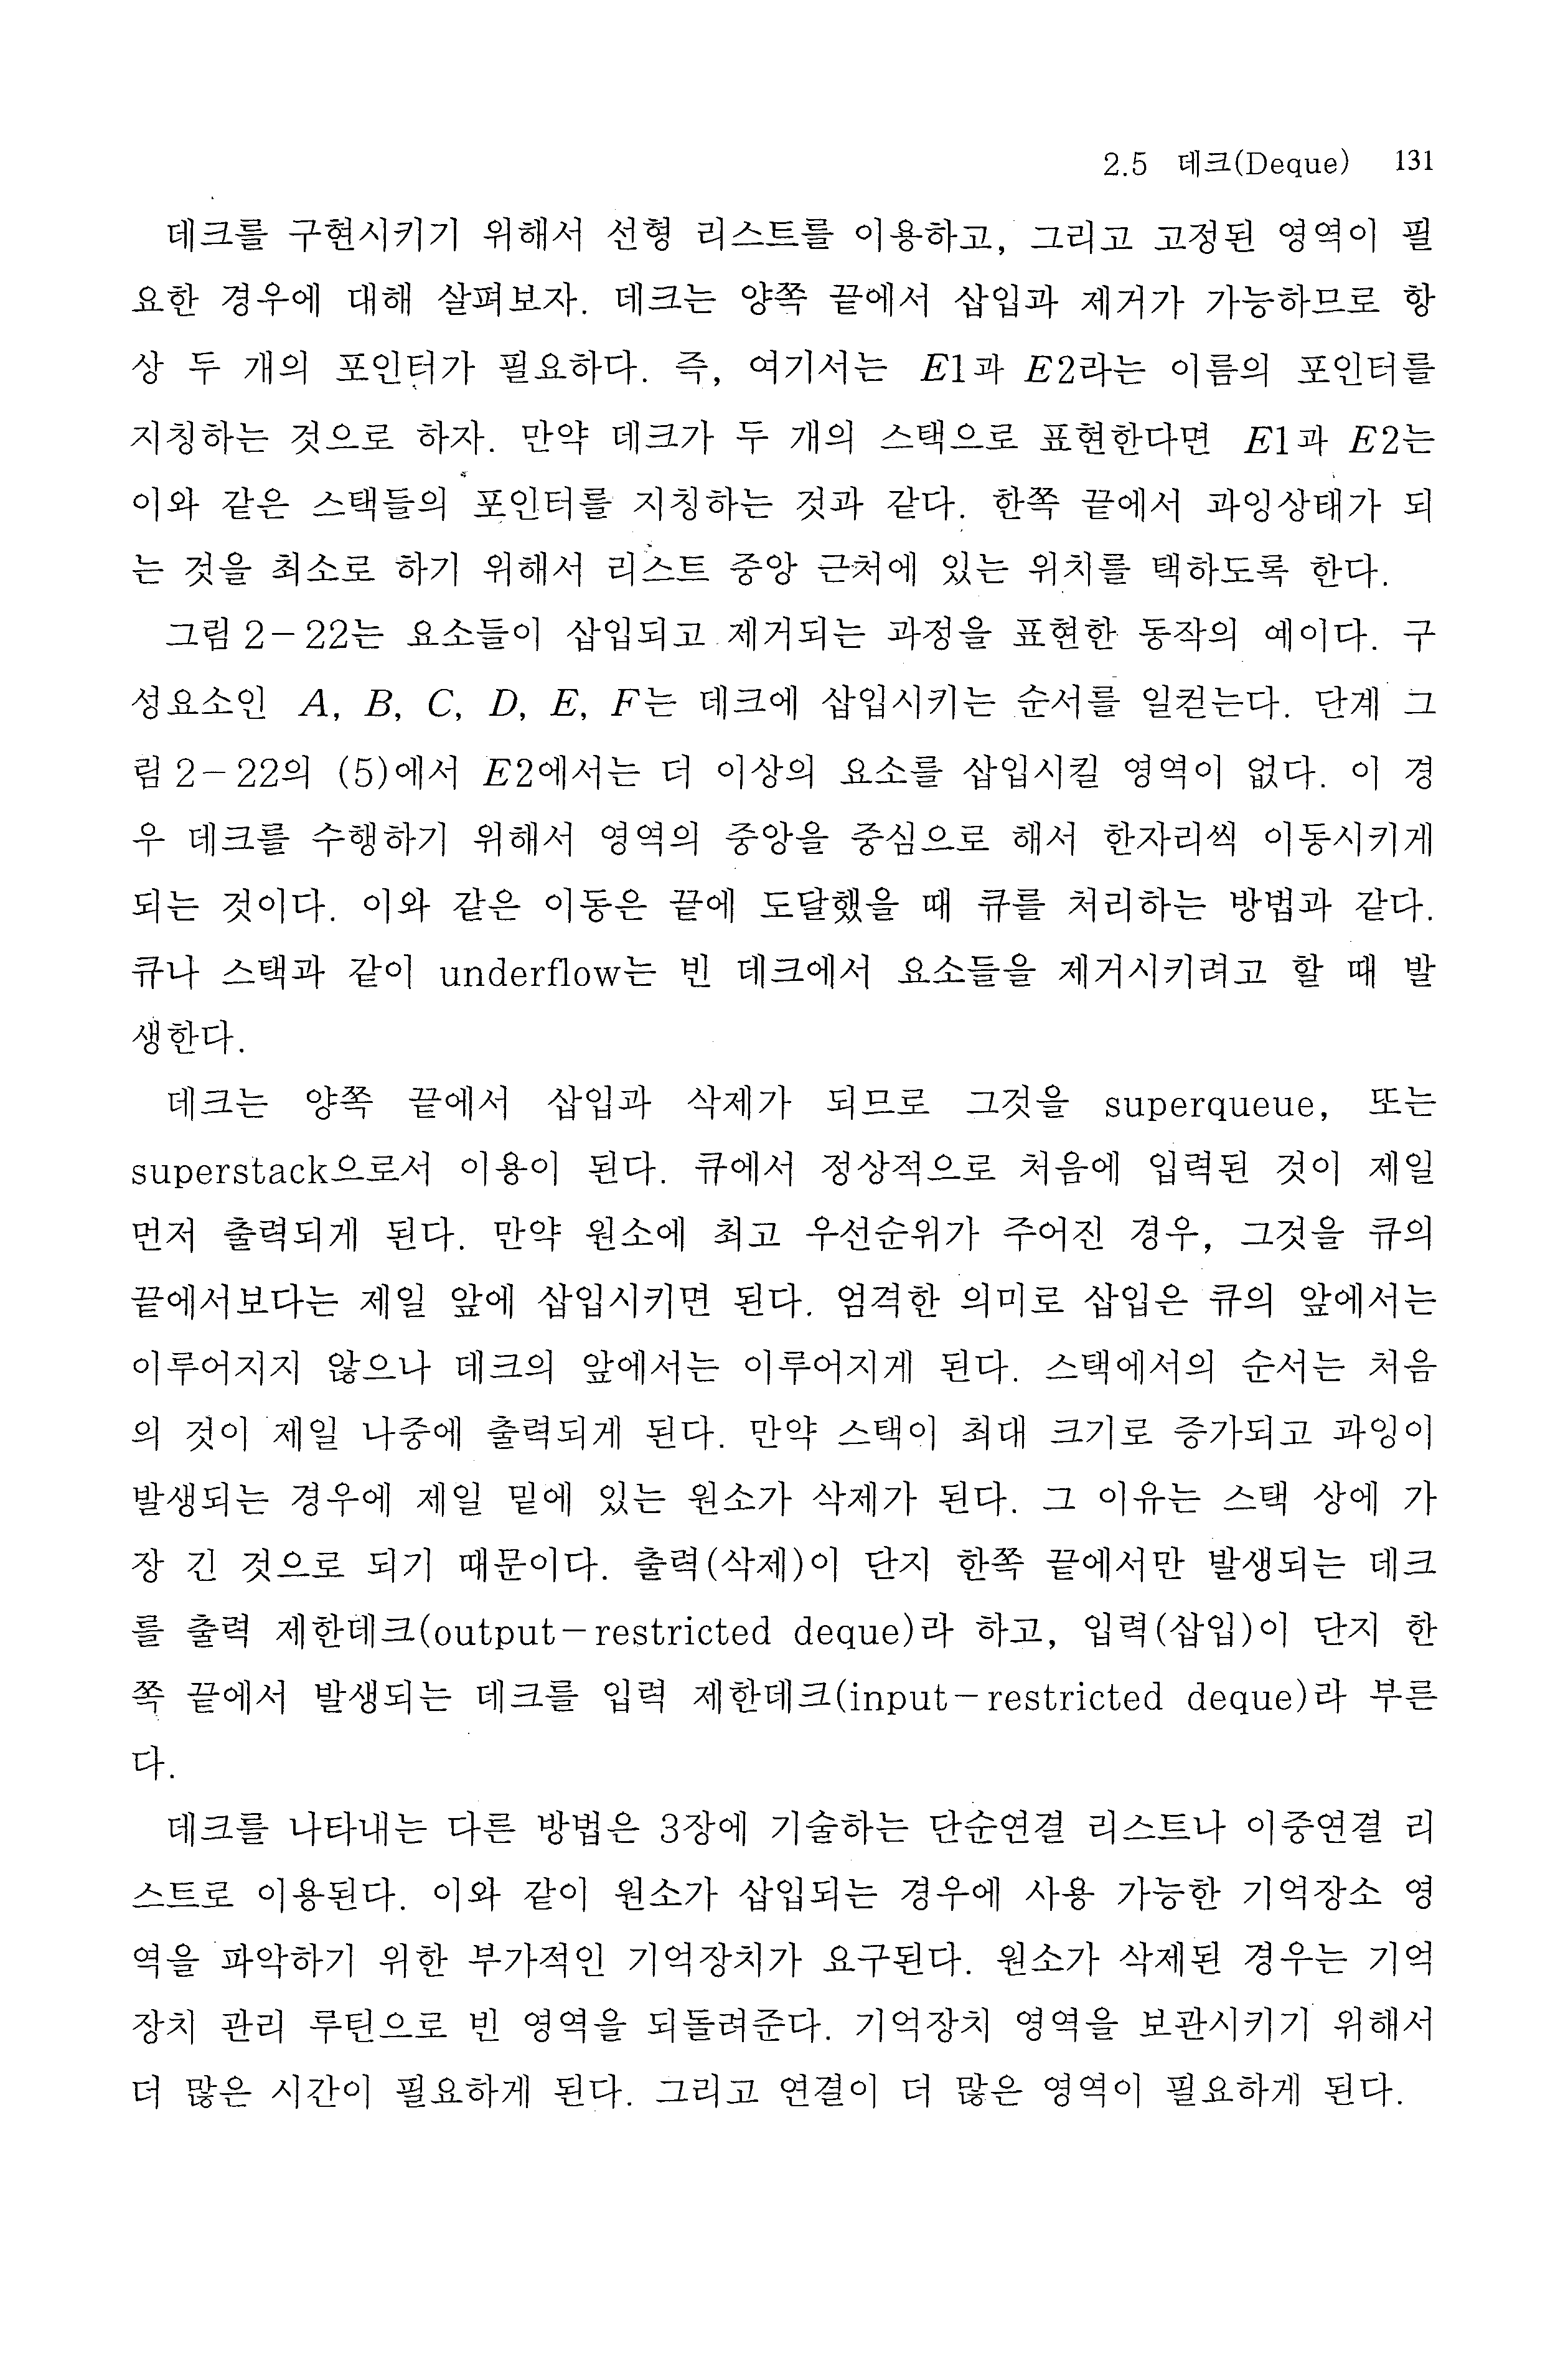 2.5 데크(Deque) 131
데크를 구현시키기 위해서 선형 리스트를 이용하고, 그리고 고정된 영역이 필
요한 경우에 대해 살펴보자. 데크는 양쪽 끝에서 삽입과 제거가 가능하므로 항
상 두 개의 포인터가 필요하다. 즉, 여기서는 E1과 E2라는 이름의 포인터를
지칭하는 것으로 하자. 만약 데크가 두 개의 스택으로 표현한다면 E1과 E2는
이와 같은 스택들의 포인터를 지칭하는 것과 같다. 한쪽 끝에서 과잉상태가 되
는 것을 최소로 하기 위해서 리스트 중앙 근처에 있는 위치를 택하도록 한다.
그림 2-22는 요소들이 삽입되고 제거되는 과정을 표현한 동작의 예이다. 구
성요소인 A, B, C, D, E, F는 데크에 삽입시키는 순서를 일컫는다. 단계 그
림 2-22의 (5)에서 E2에서는 더 이상의 요소를 삽입시킬 영역이 없다. 이 경
우 데크를 수행하기 위해서 영역의 중앙을 중심으로 해서 한자리씩 이동시키게
되는 것이다. 이와 같은 이동은 끝에 도달했을 때 큐를 처리하는 방법과 같다.
큐나 스택과 같이 underflow는 빈 데크에서 요소들을 제거시키려고 할 때 발
생한다.
데크는 양쪽 끝에서 삽입과 삭제가 되므로 그것을 superqueue, 또는
superstack으로서 이용이 된다. 큐에서 정상적으로 처음에 입력된 것이 제일
먼저 출력되게 된다. 만약 원소에 최고 우선순위가 주어진 경우, 그것을 큐의
끝에서보다는 제일 앞에 삽입시키면 된다. 엄격한 의미로 삽입은 큐의 앞에서는
이루어지지 않으나 데크의 앞에서는 이루어지게 된다. 스택에서의 순서는 처음
의 것이 제일 나중에 출력되게 된다. 만약 스택이 최대 크기로 증가되고 과잉이
발생되는 경우에 제일 밑에 있는 원소가 삭제가 된다. 그 이유는 스택 상에 가
장 긴 것으로 되기 때문이다. 출력(삭제)이 단지 한쪽 끝에서만 발생되는 데크
를 출력 제한데크(output-restricted deque)라 하고, 입력(삽입)이 단지 한
쪽 끝에서 발생되는 데크를 입력 제한데크(input-restricted deque)라 부른
다.
데크를 나타내는 다른 방법은 3장에 기술하는 단순연결 리스트나 이중연결 리
스트로 이용된다. 이와 같이 원소가 삽입되는 경우에 사용 가능한 기억장소 영
역을 파악하기 위한 부가적인 기억장치가 요구된다. 원소가 삭제된 경우는 기억
장치 관리 루틴으로 빈 영역을 되돌려준다. 기억장치 영역을 보관시키기 위해서
더 많은 시간이 필요하게 된다. 그리고 연결이 더 많은 영역이 필요하게 된다.